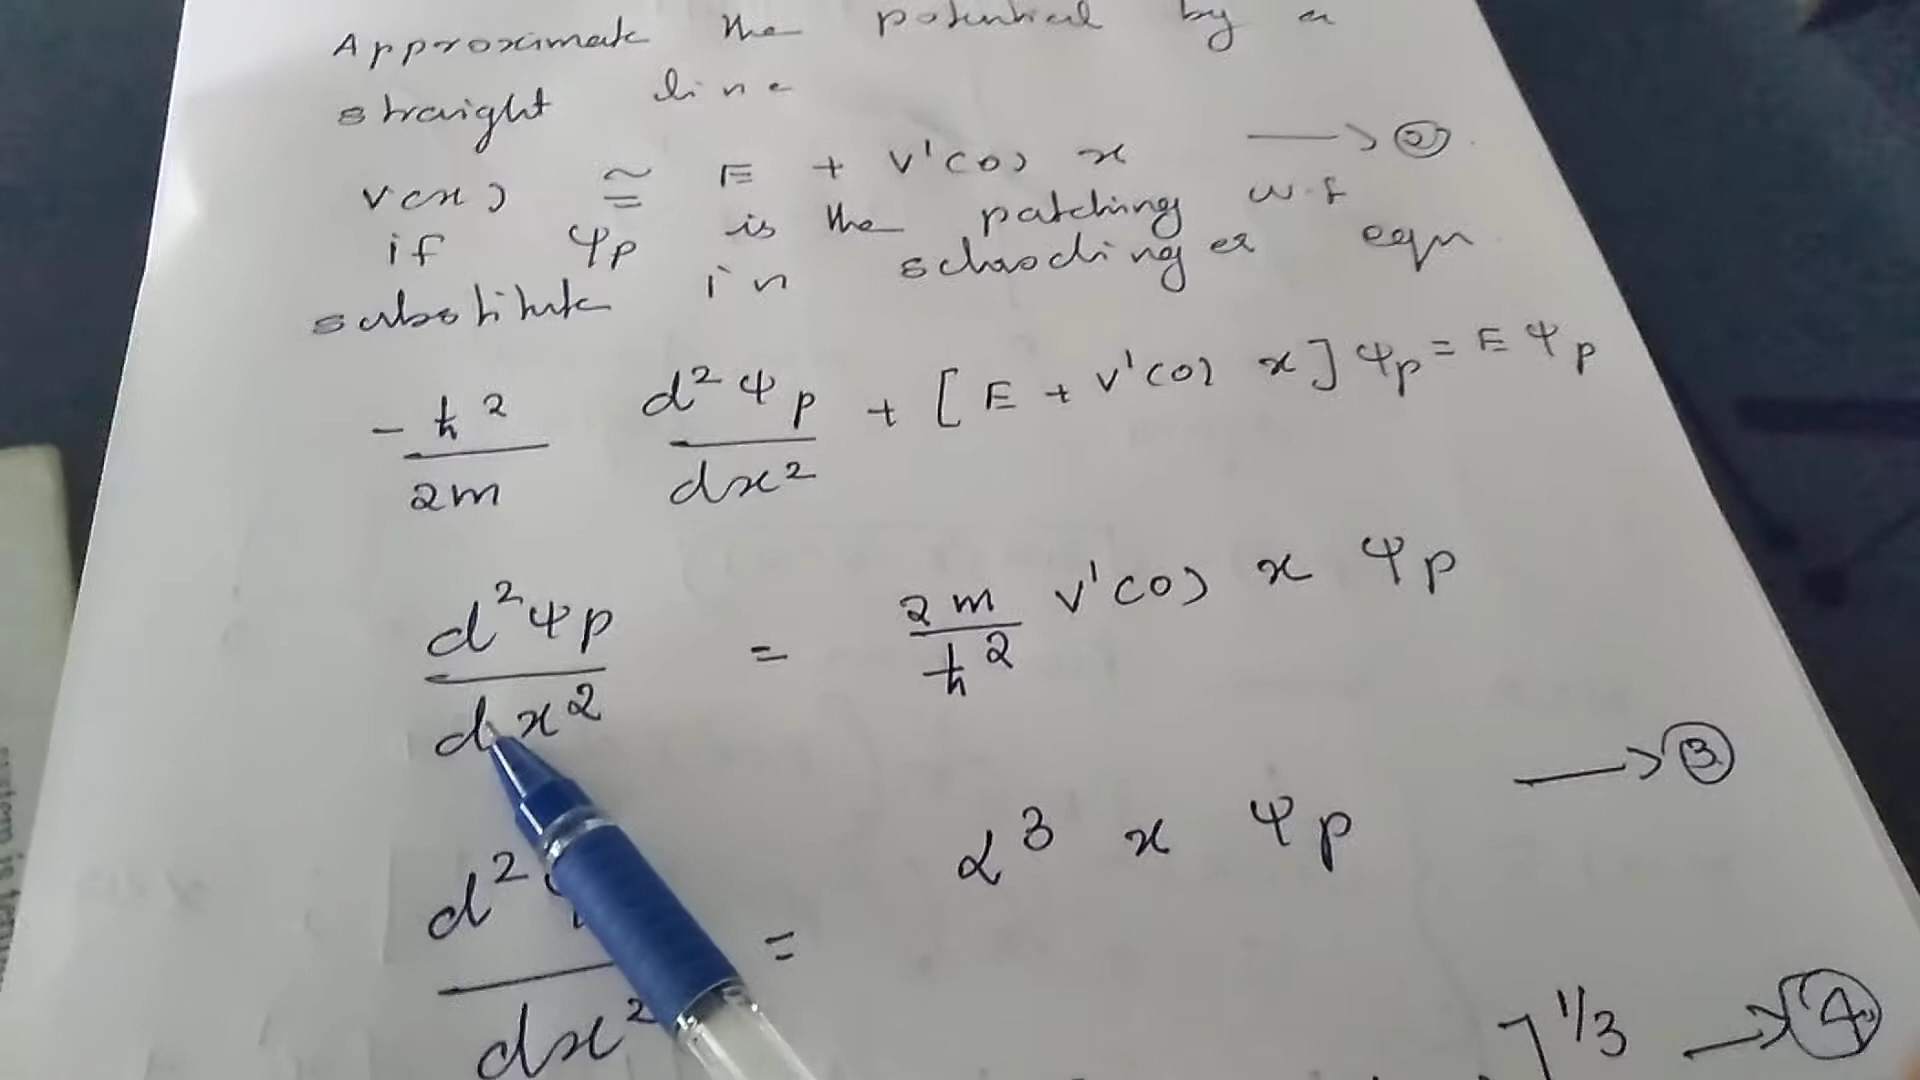 Approximate the potential by a
straight line
V(x) ≅ E + V'(0) x → ②
if ψp is the patching w.f
substitute in schrodinger eqn
-ħ²/2m d²ψp/dx² + [E + V'(0) x] ψp = E ψp
d²ψp/dx² = 2m/ħ² V'(0) x ψp
→ ③
d²ψ/dx² = α³ x ψp
]^1/3 → ④